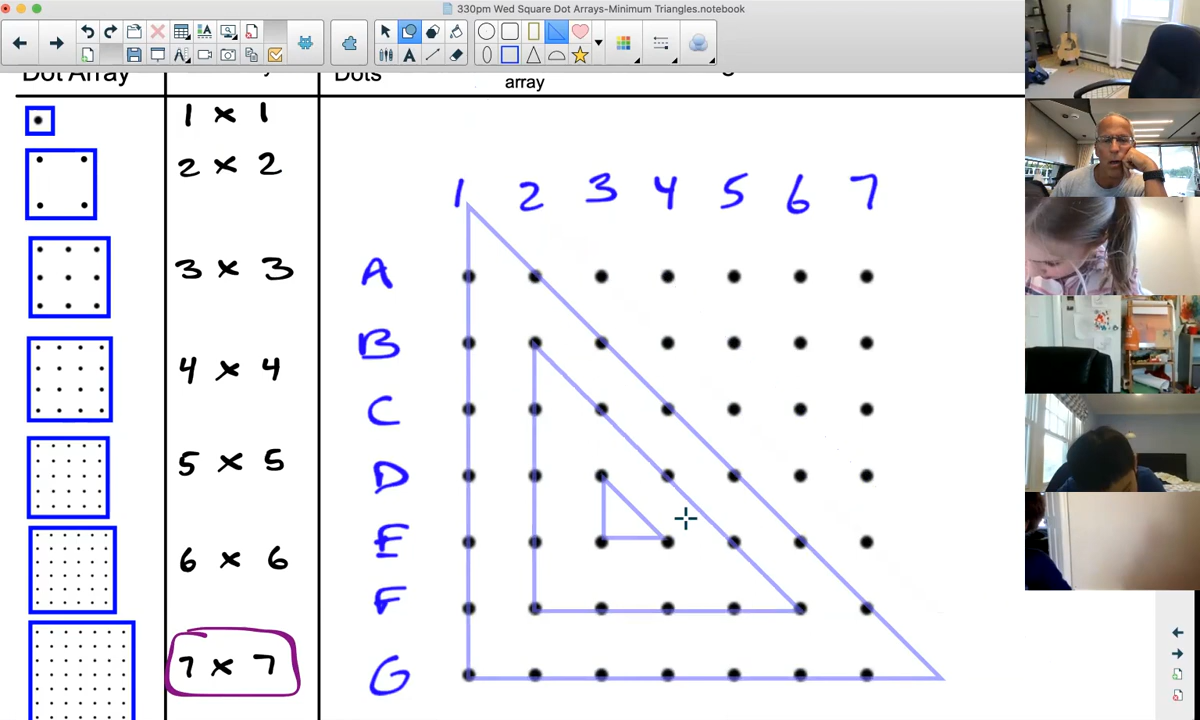 330pm Wed Square Dot Arrays-Minimum Triangles.notebook
Dot Array
Dots
array
1 x 1
2 x 2
3 x 3
4 x 4
5 x 5
6 x 6
7 x 7
1 2 3 4 5 6 7
A
B
C
D
E
F
G